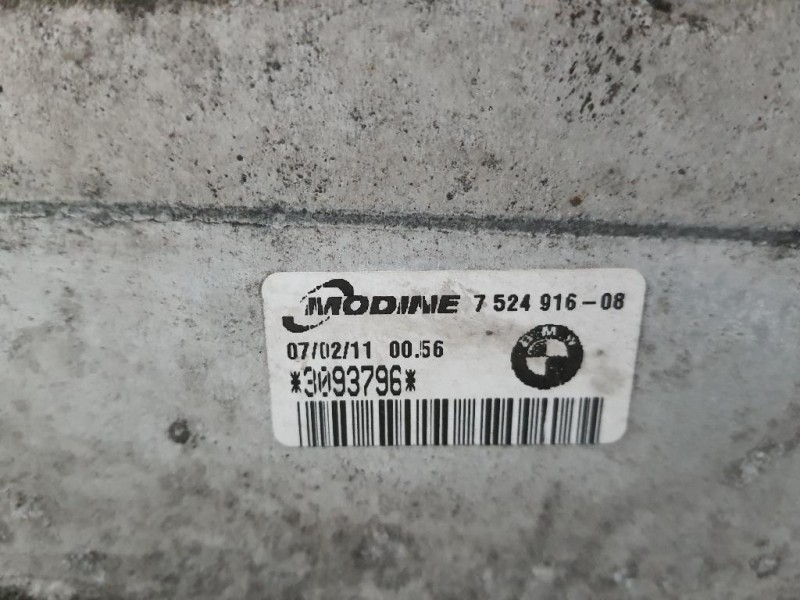 MODINE 7 524 916-08
07/02/11 00.56
BMW
*3093796*